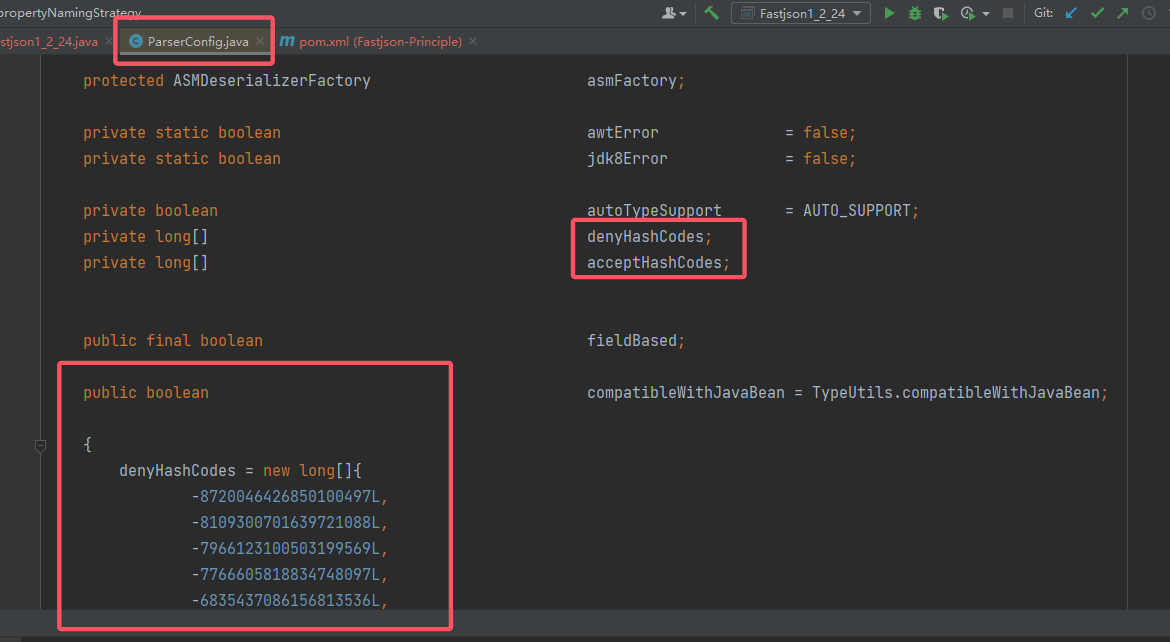 propertyNamingStrategy
Fastjson1_2_24
Git:
stjson1_2_24.java
ParserConfig.java
m pom.xml (Fastjson-Principle)
protected ASMDeserializerFactory asmFactory;
private static boolean awtError = false;
private static boolean jdk8Error = false;
private boolean autoTypeSupport = AUTO_SUPPORT;
private long[] denyHashCodes;
private long[] acceptHashCodes;
public final boolean fieldBased;
public boolean compatibleWithJavaBean = TypeUtils.compatibleWithJavaBean;
{
denyHashCodes = new long[]{
-8720046426850100497L,
-8109300701639721088L,
-7966123100503199569L,
-7766605818834748097L,
-6835437086156813536L,